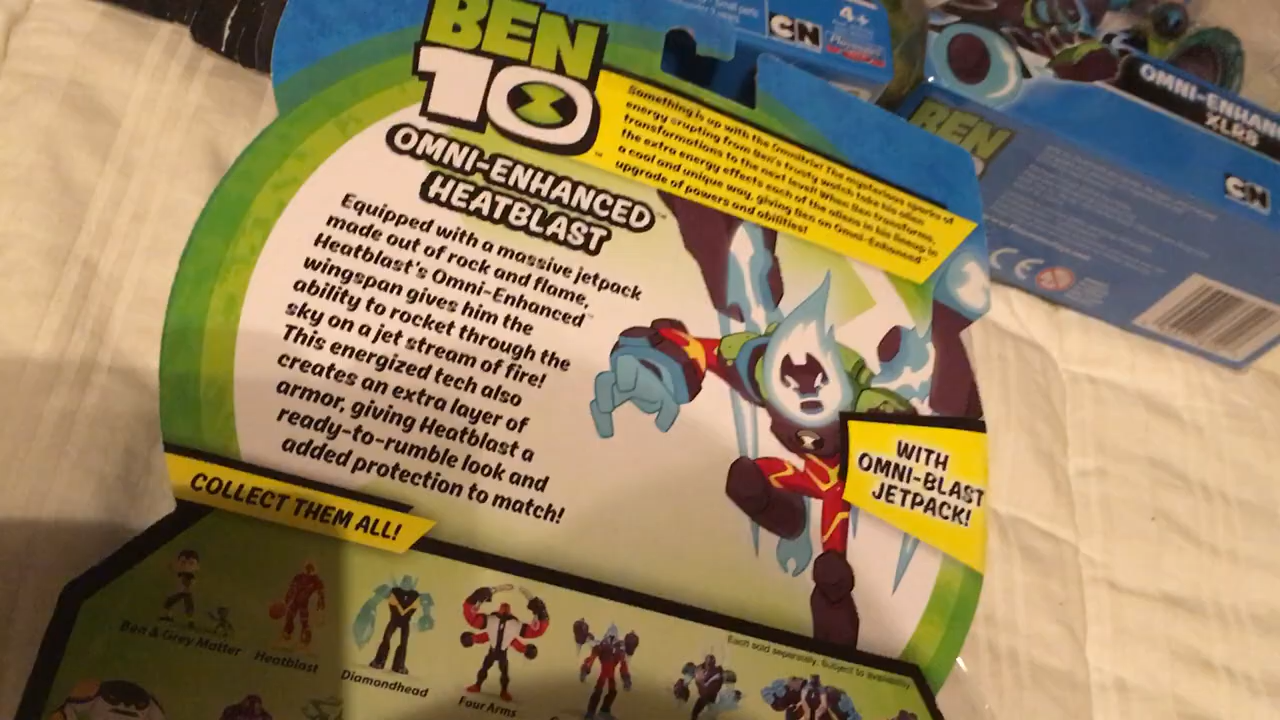 BEN
10
OMNI-ENHANCED™
HEATBLAST
Something is up with the Omnitrix! The mysterious sparks of
energy erupting from Ben's trusty watch take his alien
transformations to the next level! When Ben transforms,
the extra energy effects each of the aliens in his lineup in
a cool and unique way, giving Ben an Omni-Enhanced™
upgrade of powers and abilities!
Equipped with a massive jetpack
made out of rock and flame,
Heatblast's Omni-Enhanced™
wingspan gives him the
ability to rocket through the
sky on a jet stream of fire!
This energized tech also
creates an extra layer of
armor, giving Heatblast a
ready-to-rumble look and
added protection to match!
WITH
OMNI-BLAST
JETPACK!
COLLECT THEM ALL!
Ben & Grey Matter
Heatblast
Diamondhead
Four Arms
Each sold separately. Subject to availability.
CN
4+
OMNI-ENHAN
XLR8
BEN
CN
CE